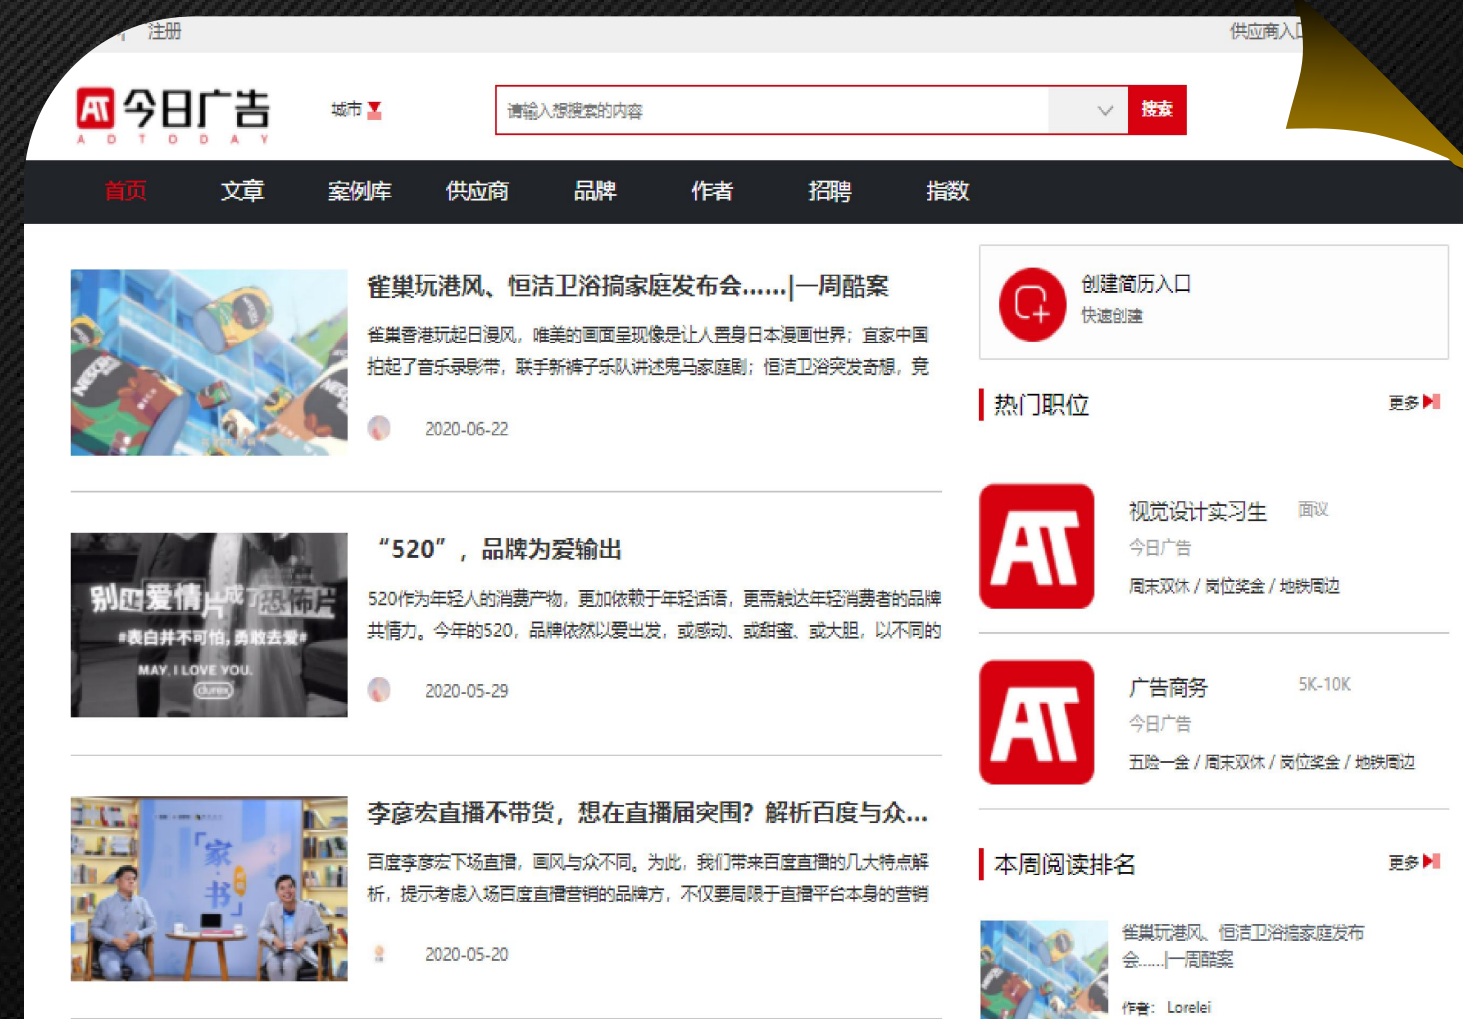 注册
供应商入口
AT 今日广告
ADTODAY
城市
请输入想搜索的内容
搜索
首页 文章 案例库 供应商 品牌 作者 招聘 指数
雀巢玩港风、恒洁卫浴搞家庭发布会……|一周酷案
雀巢香港玩起日漫风，唯美的画面呈现像是让人置身日本漫画世界；宜家中国
拍起了音乐录影带，联手新裤子乐队讲述鬼马家庭剧；恒洁卫浴突发奇想，竞
2020-06-22
别让爱情片成了恐怖片
#表白并不可怕，勇敢去爱#
MAY, I LOVE YOU.
durex
“520”，品牌为爱输出
520作为年轻人的消费产物，更加依赖于年轻话语，更需触达年轻消费者的品牌
共情力。今年的520，品牌依然以爱出发，或感动、或甜蜜、或大胆，以不同的
2020-05-29
「家·书」
李彦宏直播不带货，想在直播届突围？解析百度与众...
百度李彦宏下场直播，画风与众不同。为此，我们带来百度直播的几大特点解
析，提示考虑入场百度直播营销的品牌方，不仅要局限于直播平台本身的营销
2020-05-20
创建简历入口
快速创建
热门职位
更多
AT
视觉设计实习生 面议
今日广告
周末双休 / 岗位奖金 / 地铁周边
AT
广告商务 5K-10K
今日广告
五险一金 / 周末双休 / 岗位奖金 / 地铁周边
本周阅读排名
更多
雀巢玩港风、恒洁卫浴搞家庭发布
会……|一周酷案
作者： Lorelei